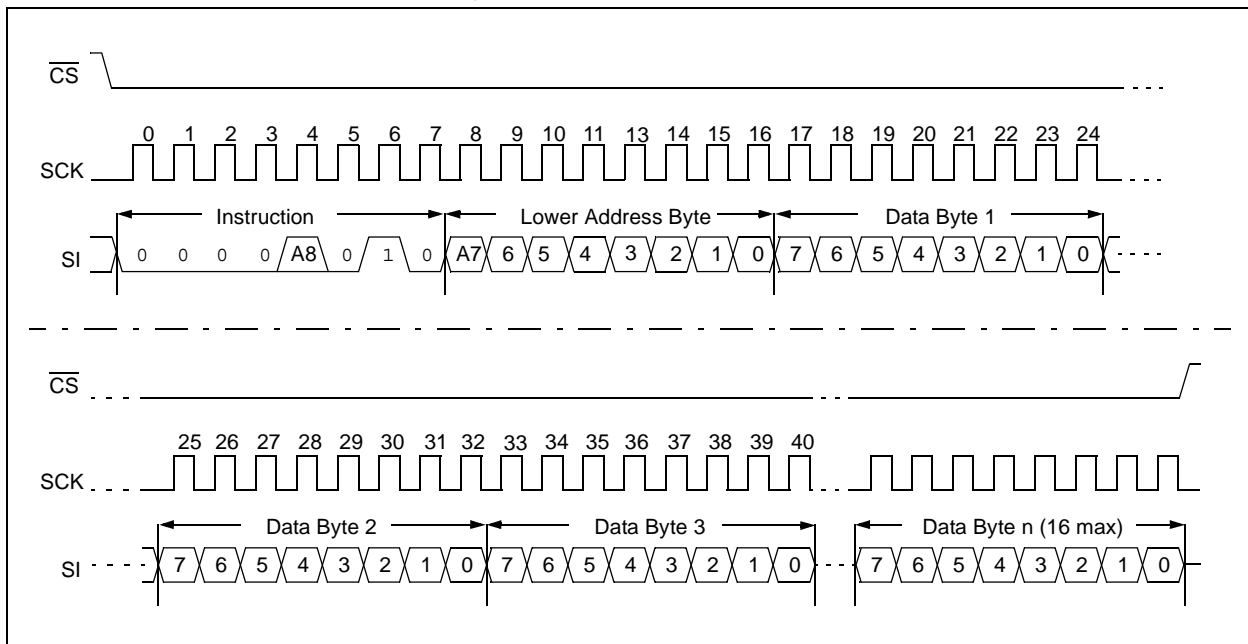 CS
0 1 2 3 4 5 6 7 8 9 10 11 13 14 15 16 17 18 19 20 21 22 23 24
SCK
Instruction Lower Address Byte Data Byte 1
SI 0 0 0 0 A8 0 1 0 A7 6 5 4 3 2 1 0 7 6 5 4 3 2 1 0
CS
25 26 27 28 29 30 31 32 33 34 35 36 37 38 39 40
SCK
Data Byte 2 Data Byte 3 Data Byte n (16 max)
SI 7 6 5 4 3 2 1 0 7 6 5 4 3 2 1 0 7 6 5 4 3 2 1 0